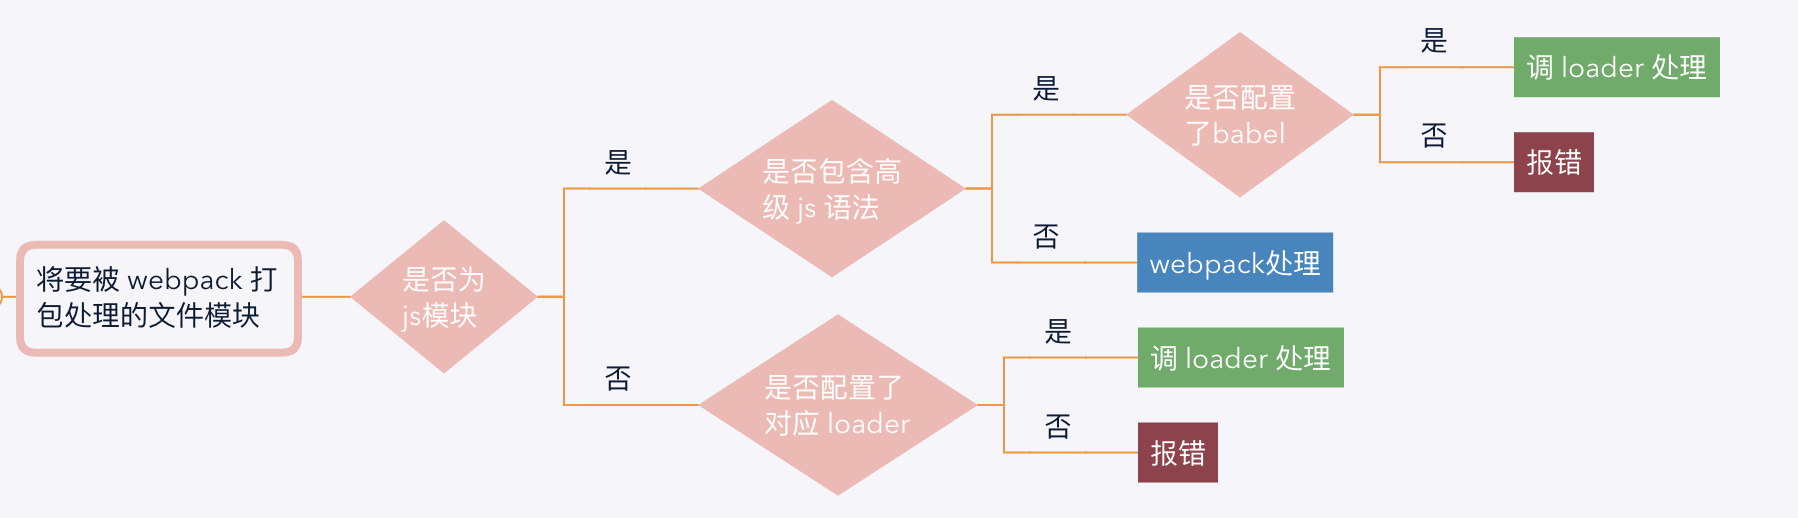 将要被 webpack 打
包处理的文件模块
是否为
js模块
是
是否包含高
级 js 语法
是
是否配置
了babel
是
调 loader 处理
否
报错
否
webpack处理
否
是否配置了
对应 loader
是
调 loader 处理
否
报错